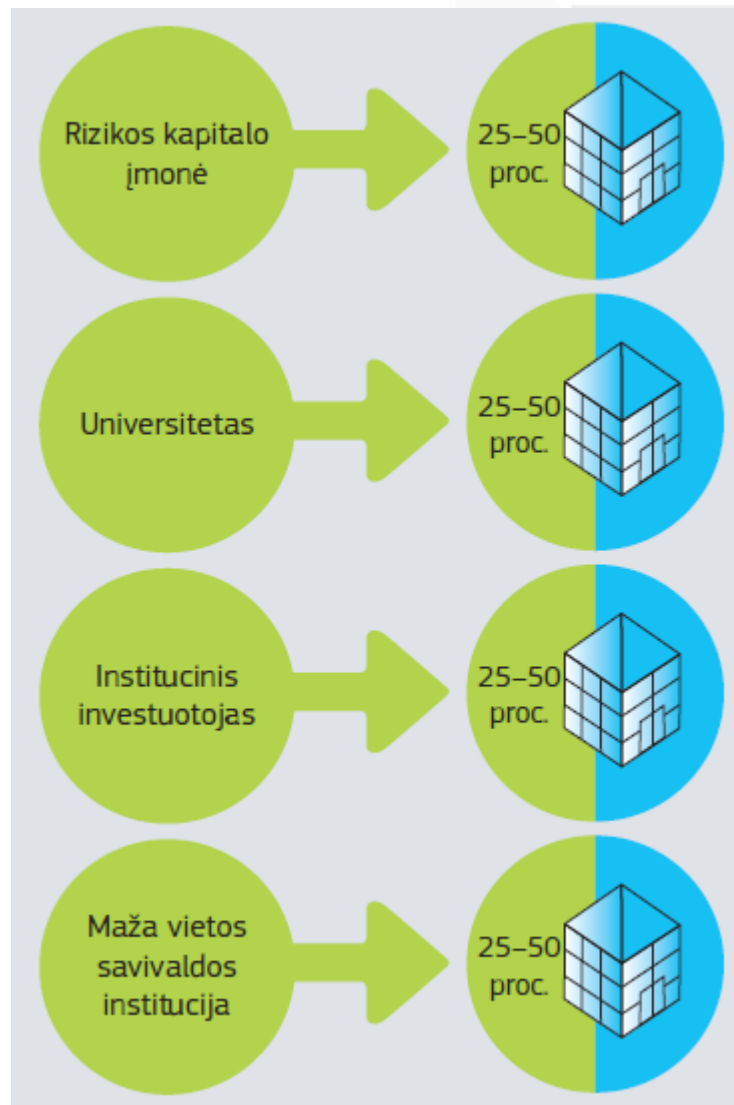 Rizikos kapitalo
įmonė
25–50
proc.
Universitetas
25–50
proc.
Institucinis
investuotojas
25–50
proc.
Maža vietos
savivaldos
institucija
25–50
proc.